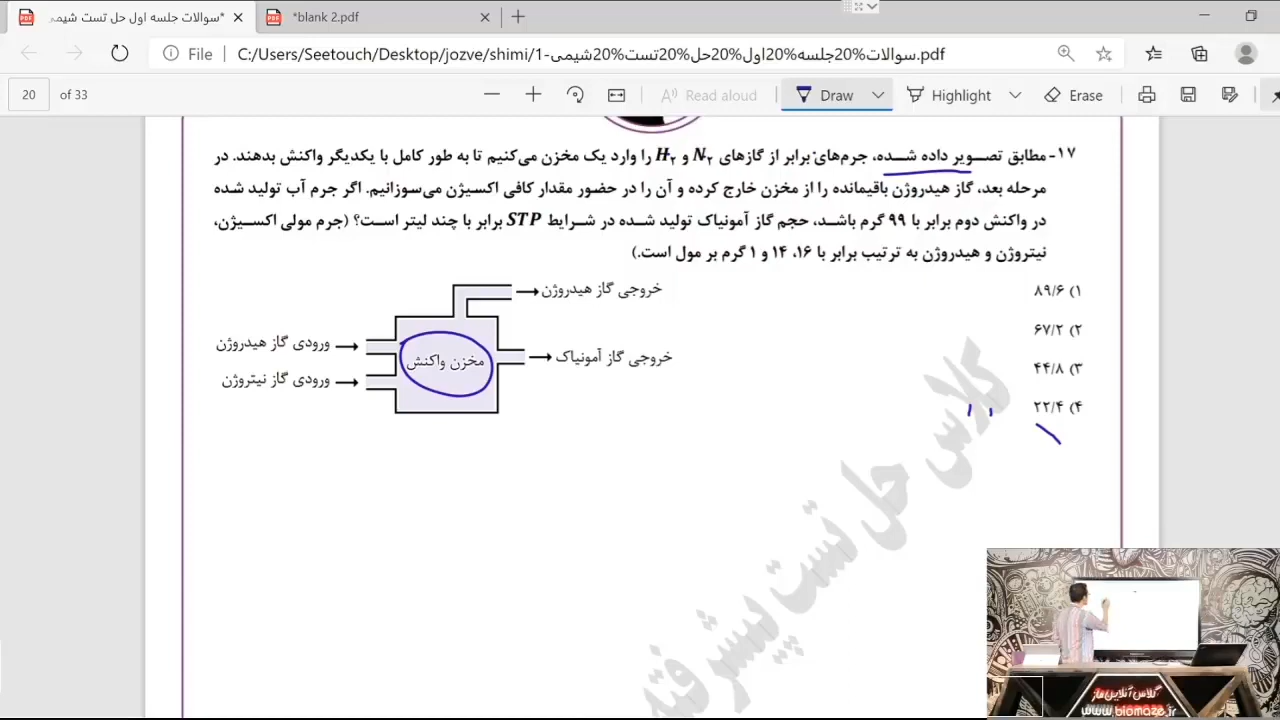 *سوالات جلسه اول حل تست شیمی
*blank 2.pdf
File
C:/Users/Seetouch/Desktop/jozve/shimi/1-سوالات%20جلسه%20اول%20حل%20تست%20شیمی.pdf
20 of 33
Read aloud
Draw
Highlight
Erase
۱۷- مطابق تصویر داده شده، جرم‌های برابر از گازهای N۲ و H۲ را وارد یک مخزن می‌کنیم تا به طور کامل با یکدیگر واکنش بدهند. در
مرحله بعد، گاز هیدروژن باقیمانده را از مخزن خارج کرده و آن را در حضور مقدار کافی اکسیژن می‌سوزانیم. اگر جرم آب تولید شده
در واکنش دوم برابر با ۹۹ گرم باشد، حجم گاز آمونیاک تولید شده در شرایط STP برابر با چند لیتر است؟ (جرم مولی اکسیژن،
نیتروژن و هیدروژن به ترتیب برابر با ۱۶، ۱۴ و ۱ گرم بر مول است.)
۱) ۸۹/۶
۲) ۶۷/۲
۳) ۴۴/۸
۴) ۲۲/۴
خروجی گاز هیدروژن
ورودی گاز هیدروژن
مخزن واکنش
خروجی گاز آمونیاک
ورودی گاز نیتروژن
کلاس حل تست پیشرفته
کلاس آنلاین ماز
www.biomaze.ir